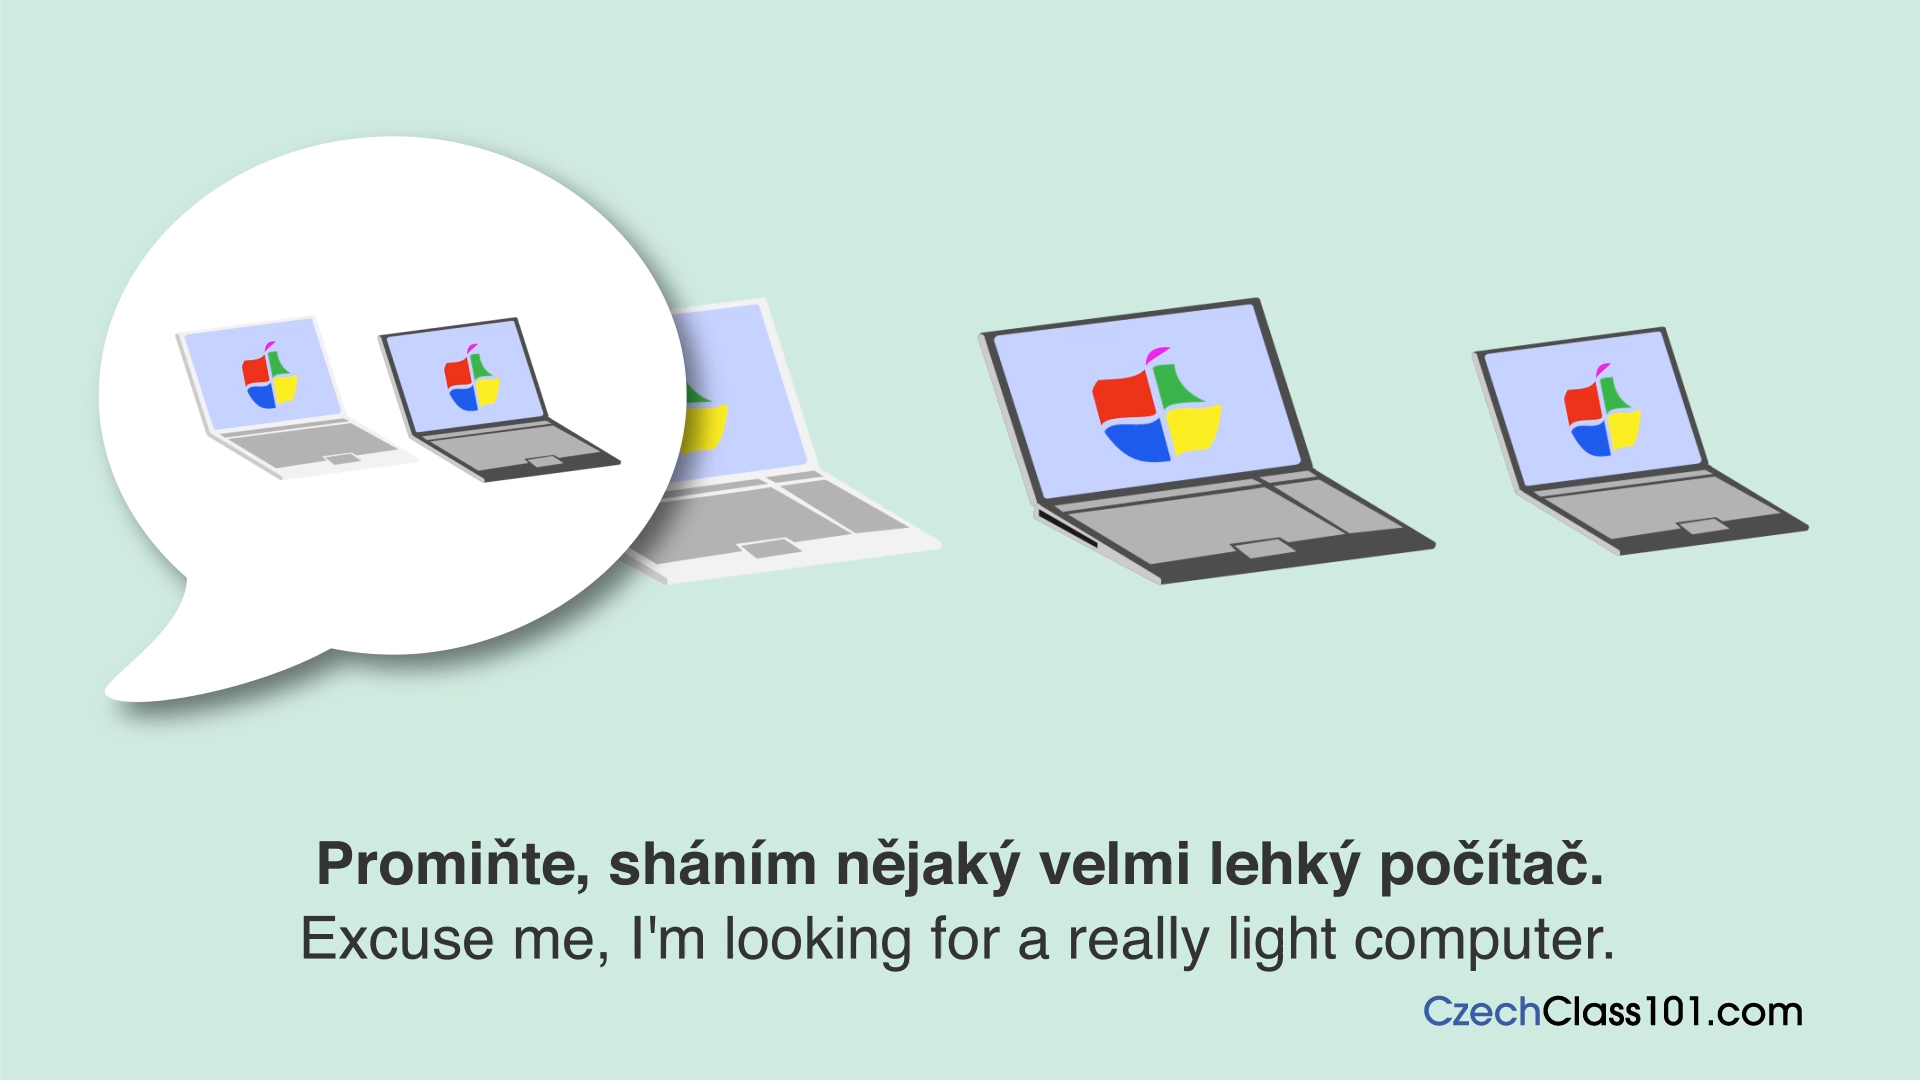 Promiňte, sháním nějaký velmi lehký počítač.
Excuse me, I'm looking for a really light computer.
CzechClass101.com